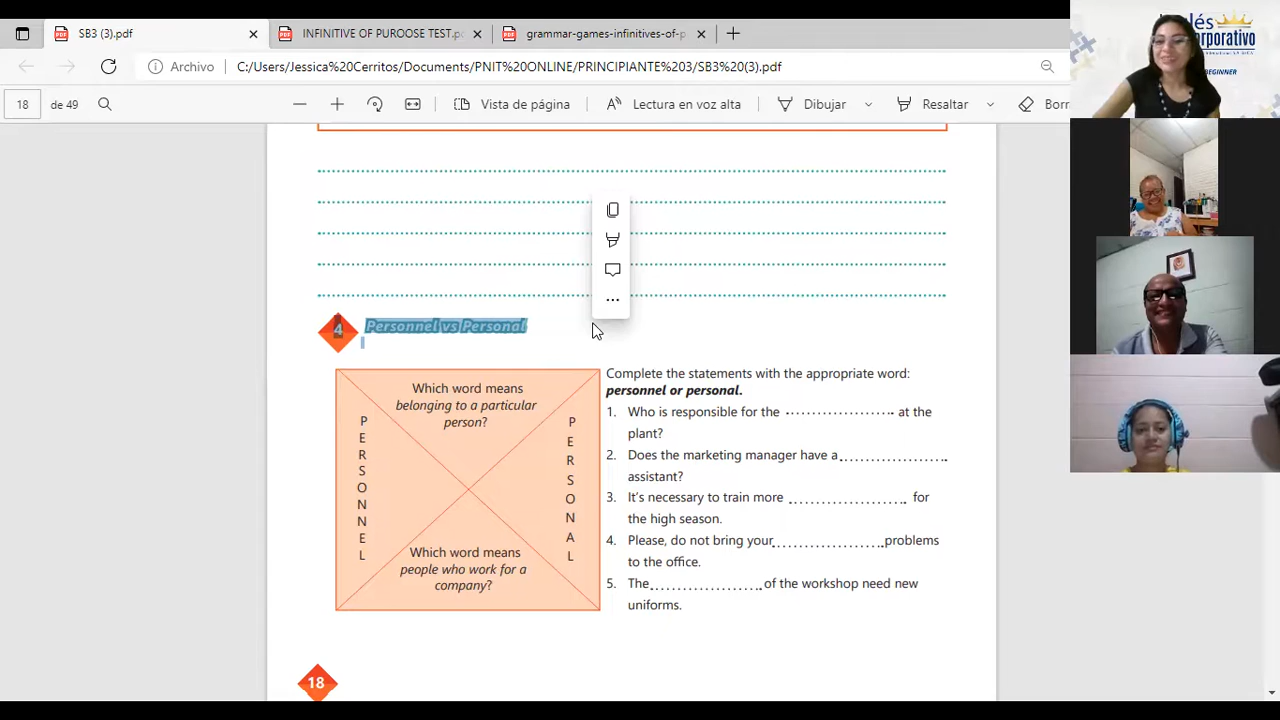 SB3 (3).pdf
INFINITIVE OF PUROOSE TEST.p
grammar-games-infinitives-of-p
Archivo
C:/Users/Jessica%20Cerritos/Documents/PNIT%20ONLINE/PRINCIPIANTE%203/SB3%20(3).pdf
18 de 49
Vista de página
Lectura en voz alta
Dibujar
Resaltar
Borr
BEGINNER
4 Personnel vs Personal
Which word means
belonging to a particular
person?
PERSONNEL
PERSONAL
Which word means
people who work for a
company?
Complete the statements with the appropriate word:
personnel or personal.
1. Who is responsible for the ..................... at the
plant?
2. Does the marketing manager have a.....................
assistant?
3. It's necessary to train more ..................... for
the high season.
4. Please, do not bring your.....................problems
to the office.
5. The.....................of the workshop need new
uniforms.
18